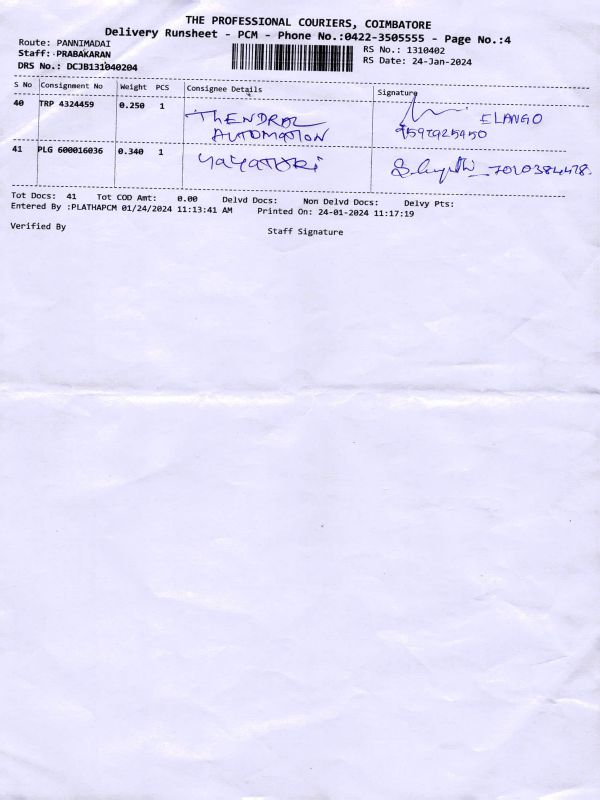 THE PROFESSIONAL COURIERS, COIMBATORE
Delivery Runsheet - PCM - Phone No.:0422-3505555 - Page No.:4
Route: PANNIMADAI
RS No.: 1310402
Staff: PRABAKARAN
RS Date: 24-Jan-2024
DRS No.: DCJB131040204
S No Consignment No Weight PCS Consignee Details Signature
40 TRP 4324459 0.250 1 THENDRAL AUTOMATION ELANGO
41 PLG 600016036 0.340 1 7010384478.
Tot Docs: 41 Tot COD Amt: 0.00 Delvd Docs: Non Delvd Docs: Delvy Pts:
Entered By :PLATHAPCM 01/24/2024 11:13:41 AM Printed On: 24-01-2024 11:17:19
Verified By Staff Signature